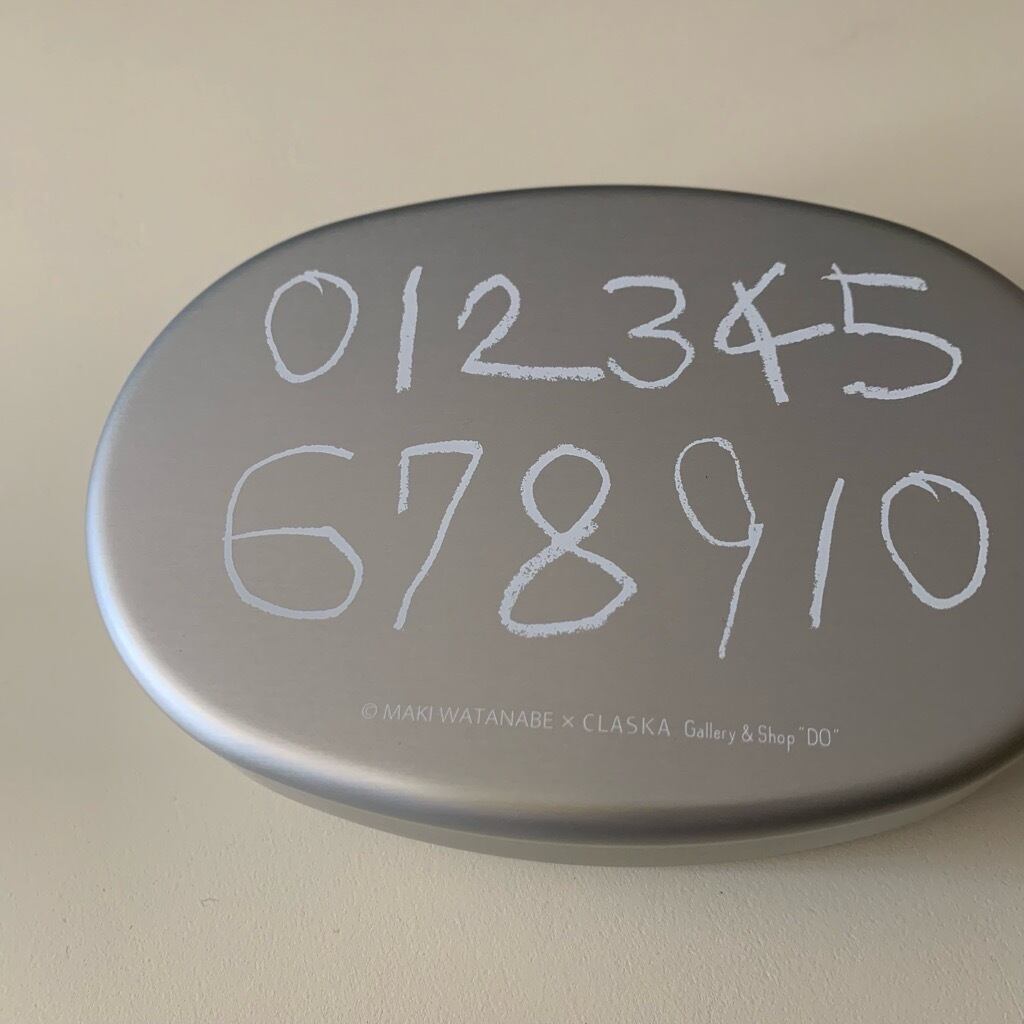 012345
678910
© MAKI WATANABE × CLASKA Gallery & Shop "DO"